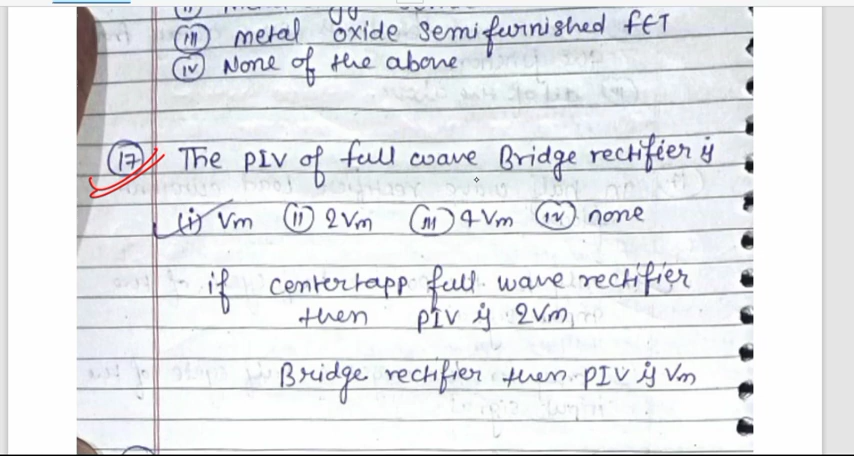 (iii) metal oxide semifurnished fET
(iv) None of the above
(17) The PIV of full wave Bridge rectifier is
(i) Vm (ii) 2Vm (iii) 4Vm (iv) none
if centertapp full wave rectifier
then PIV is 2Vm,
Bridge rectifier then PIV is Vm